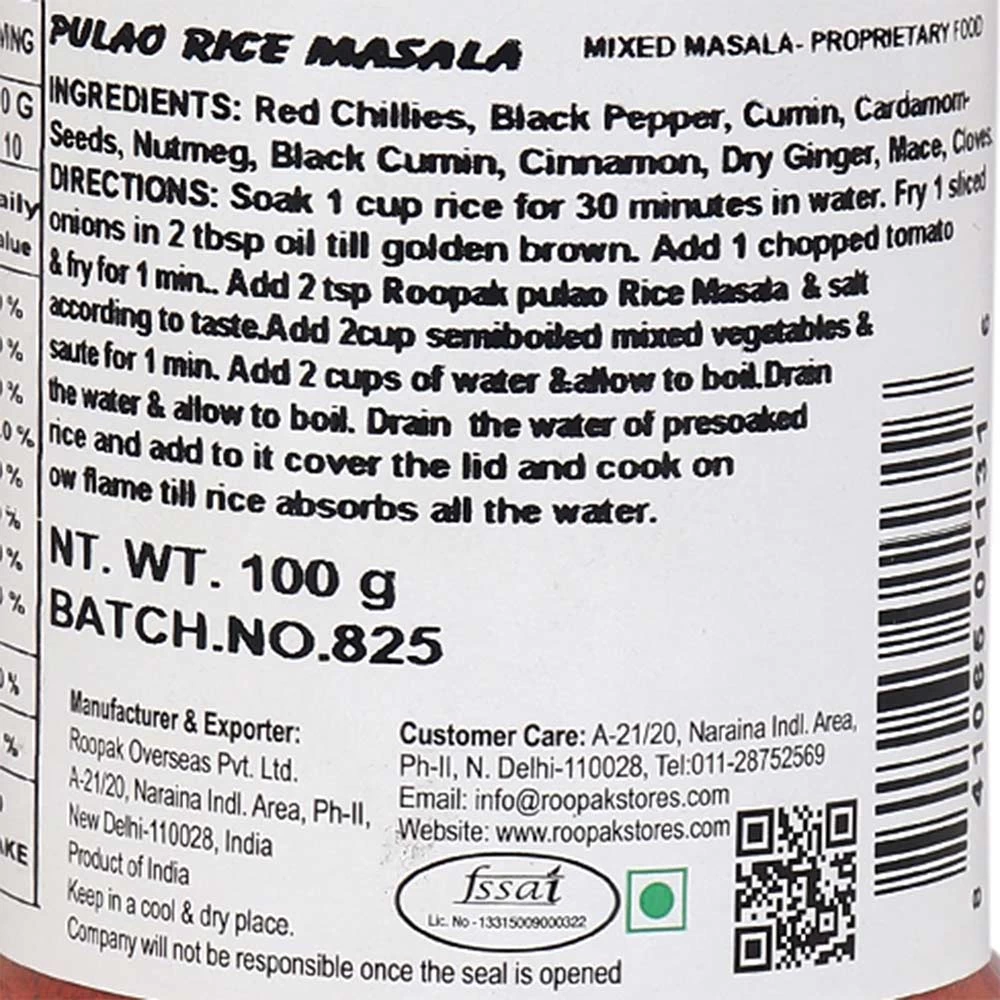 PULAO RICE MASALA MIXED MASALA- PROPRIETARY FOOD
INGREDIENTS: Red Chillies, Black Pepper, Cumin, Cardamom-
Seeds, Nutmeg, Black Cumin, Cinnamon, Dry Ginger, Mace, Cloves.
DIRECTIONS: Soak 1 cup rice for 30 minutes in water. Fry 1 sliced
onions in 2 tbsp oil till golden brown. Add 1 chopped tomato
& fry for 1 min.. Add 2 tsp Roopak pulao Rice Masala & salt
according to taste.Add 2cup semiboiled mixed vegetables &
saute for 1 min. Add 2 cups of water &allow to boil.Drain
the water & allow to boil. Drain the water of presoaked
rice and add to it cover the lid and cook on
ow flame till rice absorbs all the water.
NT. WT. 100 g
BATCH.NO.825
Manufacturer & Exporter:
Roopak Overseas Pvt. Ltd.
A-21/20, Naraina Indl. Area, Ph-II,
New Delhi-110028, India
Product of India
Keep in a cool & dry place.
Company will not be responsible once the seal is opened
Customer Care: A-21/20, Naraina Indl. Area,
Ph-II, N. Delhi-110028, Tel:011-28752569
Email: info@roopakstores.com
Website: www.roopakstores.com
fssai
Lic. No - 13315009000322
0 G
10
%
%
%
.0 %
%
%
%
%
%
%